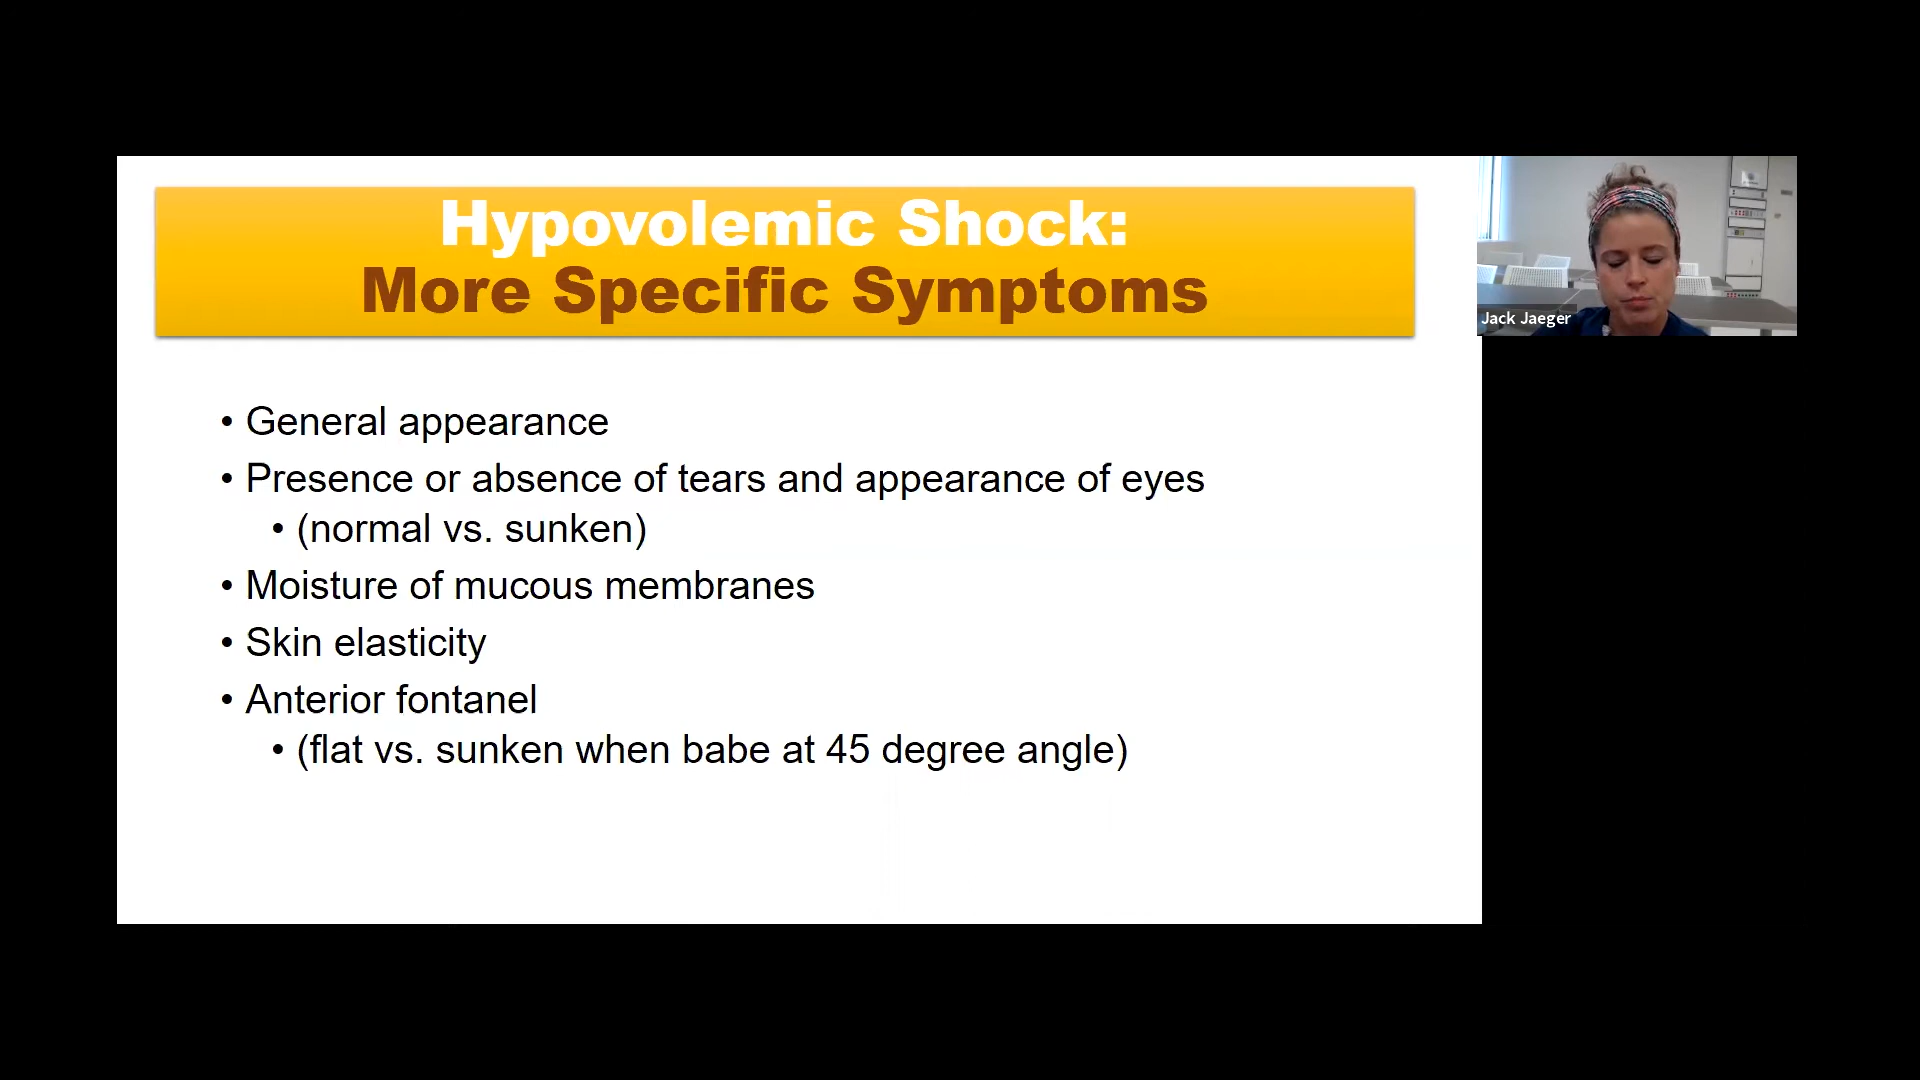 Hypovolemic Shock:
More Specific Symptoms
• General appearance
• Presence or absence of tears and appearance of eyes
• (normal vs. sunken)
• Moisture of mucous membranes
• Skin elasticity
• Anterior fontanel
• (flat vs. sunken when babe at 45 degree angle)
Jack Jaeger